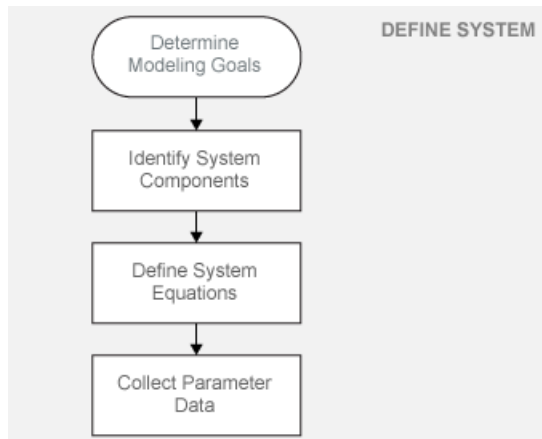 DEFINE SYSTEM
Determine
Modeling Goals
Identify System
Components
Define System
Equations
Collect Parameter
Data